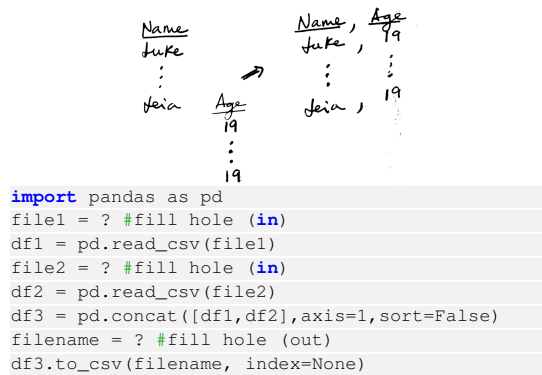 Name
Luke
Leia
Age
19
19
Name, Age
Luke, 19
Leia, 19
import pandas as pd
file1 = ? #fill hole (in)
df1 = pd.read_csv(file1)
file2 = ? #fill hole (in)
df2 = pd.read_csv(file2)
df3 = pd.concat([df1,df2],axis=1,sort=False)
filename = ? #fill hole (out)
df3.to_csv(filename, index=None)